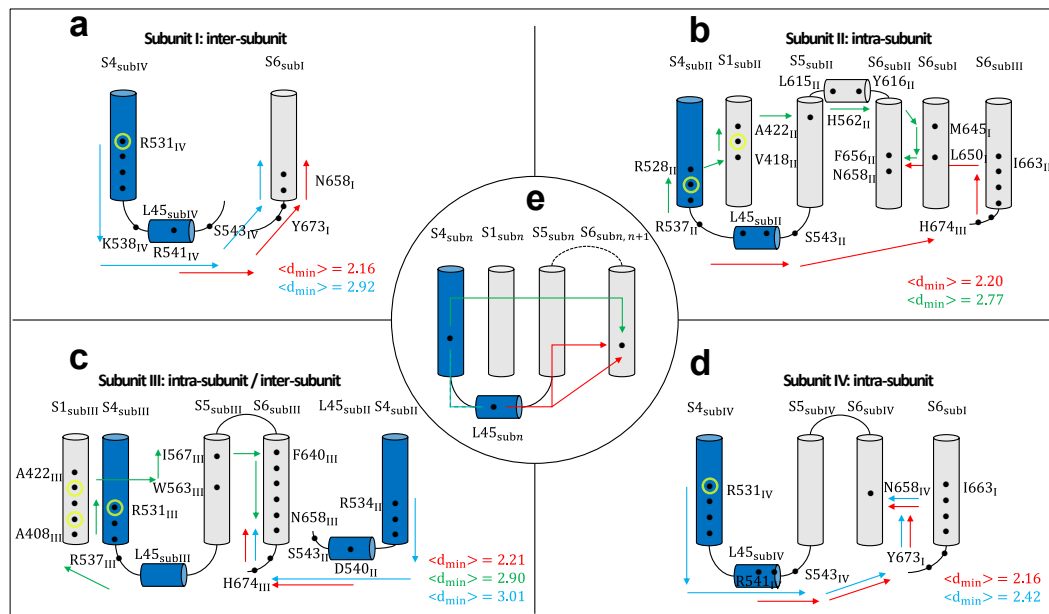 a
Subunit I: inter-subunit
S4subIV
S6subI
R531IV
N658I
L45subIV
S543IV
Y673I
K538IV
R541IV
<dmin> = 2.16
<dmin> = 2.92
b
Subunit II: intra-subunit
S4subII
S1subII
S5subII
S6subII
S6subI
S6subIII
L615II
Y616II
H562II
A422II
M645I
R528II
V418II
F656II
L650I
I663II
N658II
R537II
L45subII
S543II
H674III
<dmin> = 2.20
<dmin> = 2.77
e
S4subn
S1subn
S5subn
S6subn, n+1
L45subn
c
Subunit III: intra-subunit / inter-subunit
S1subIII
S4subIII
S5subIII
S6subIII
L45subII
S4subII
A422III
I567III
F640III
W563III
R531III
R534II
A408III
N658III
R537III
L45subIII
S543II
D540II
H674III
<dmin> = 2.21
<dmin> = 2.90
<dmin> = 3.01
d
Subunit IV: intra-subunit
S4subIV
S5subIV
S6subIV
S6subI
R531IV
N658IV
I663I
L45subIV
Y673I
S543IV
<dmin> = 2.16
<dmin> = 2.42